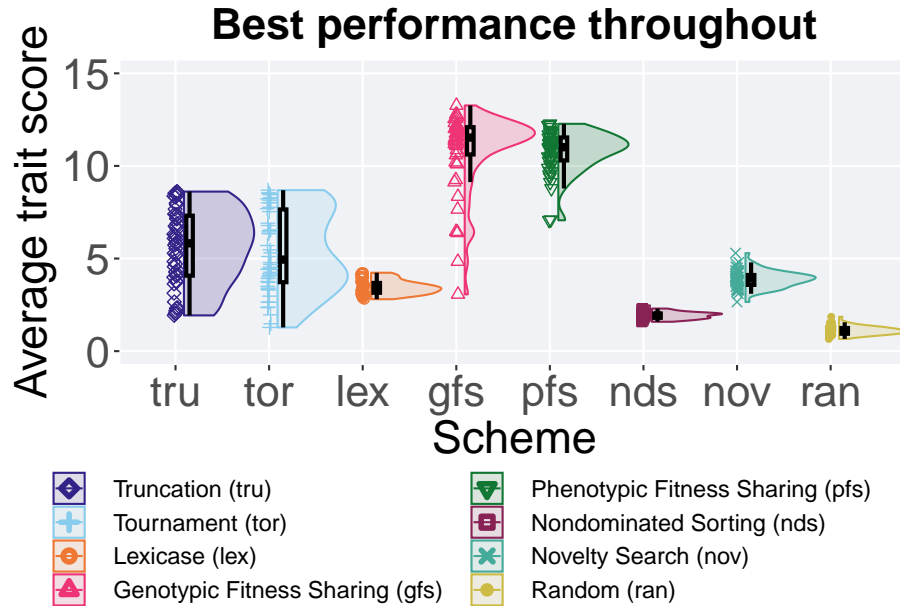 Best performance throughout
Average trait score
15
10
5
0
tru tor lex gfs pfs nds nov ran
Scheme
Truncation (tru)
Tournament (tor)
Lexicase (lex)
Genotypic Fitness Sharing (gfs)
Phenotypic Fitness Sharing (pfs)
Nondominated Sorting (nds)
Novelty Search (nov)
Random (ran)